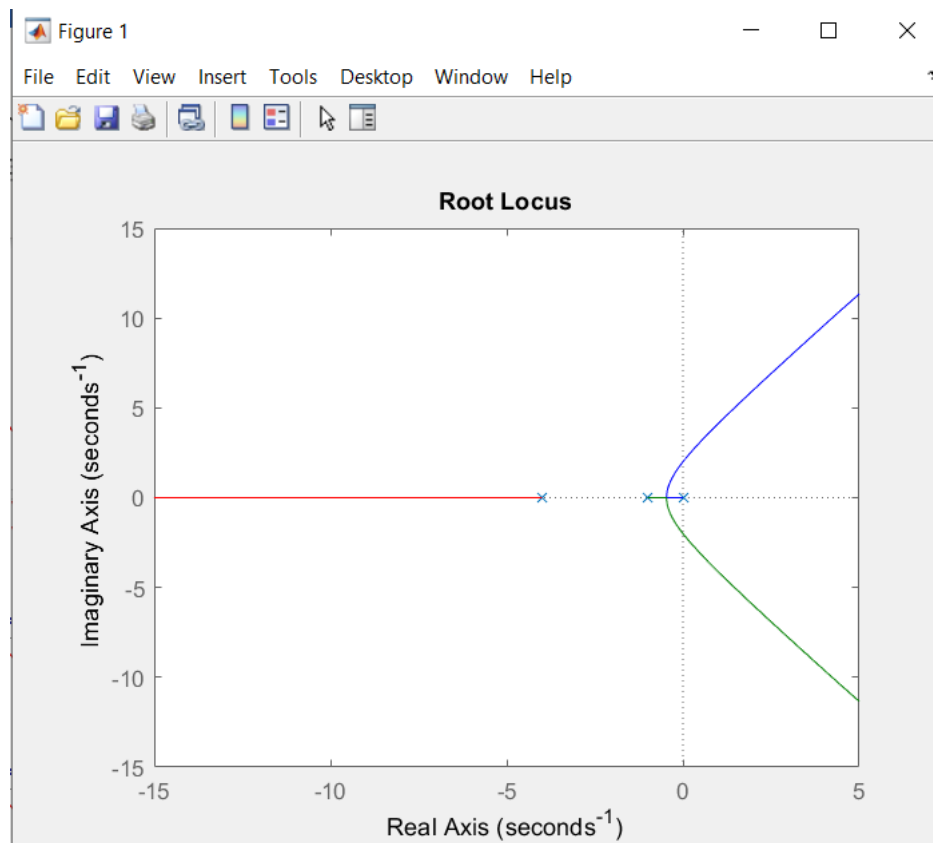 Figure 1
File Edit View Insert Tools Desktop Window Help
Root Locus
15
10
5
0
-5
-10
-15
Imaginary Axis (seconds⁻¹)
-15 -10 -5 0 5
Real Axis (seconds⁻¹)